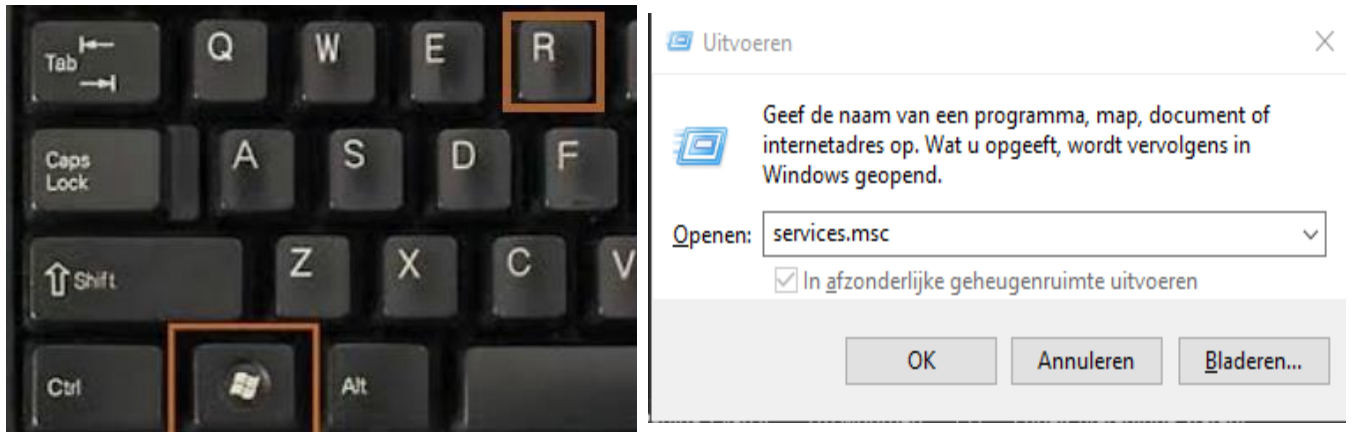 Tab
Q
W
E
R
Caps
Lock
A
S
D
F
Shift
Z
X
C
V
Ctrl
Alt
Uitvoeren
Geef de naam van een programma, map, document of
internetadres op. Wat u opgeeft, wordt vervolgens in
Windows geopend.
Openen: services.msc
In afzonderlijke geheugenruimte uitvoeren
OK Annuleren Bladeren...